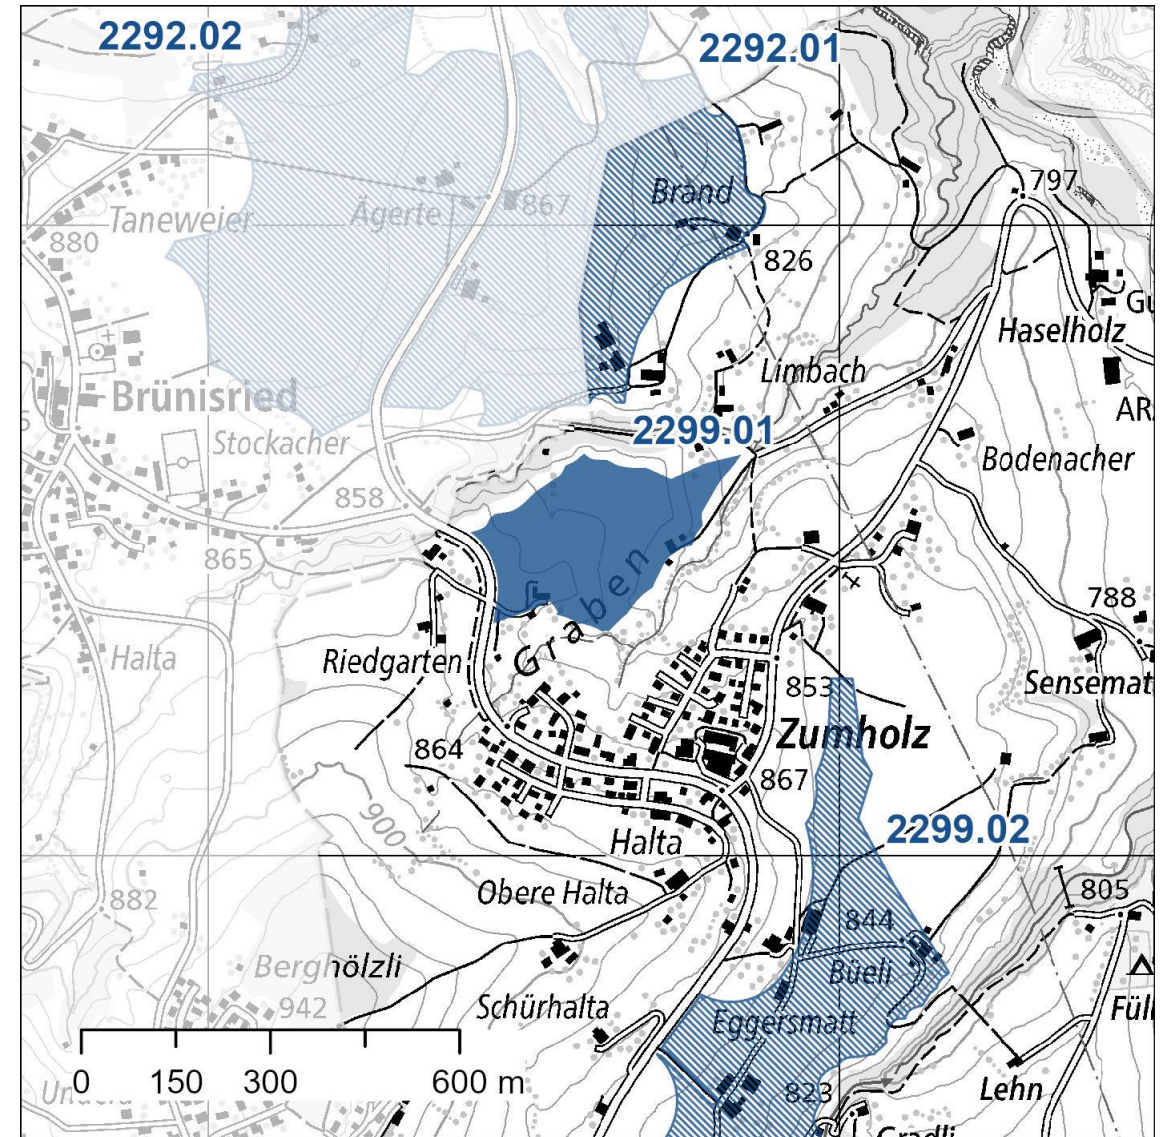 2292.02
2292.01
797
Brand
Taneweier
Agerte
867
880
826
Gu
Haselholz
Limbach
Brünisried
AR
2299.01
Stockacher
Bodenacher
858
865
Graben
788
Halta
Riedgarten
853
Sensemat
Zumholz
864
867
900
2299.02
Halta
882
Obere Halta
805
844
Berghölzli
Büeli
942
Schürhalta
Eggersmatt
Fül
0 150 300 600 m
823
Lehn
Gradli